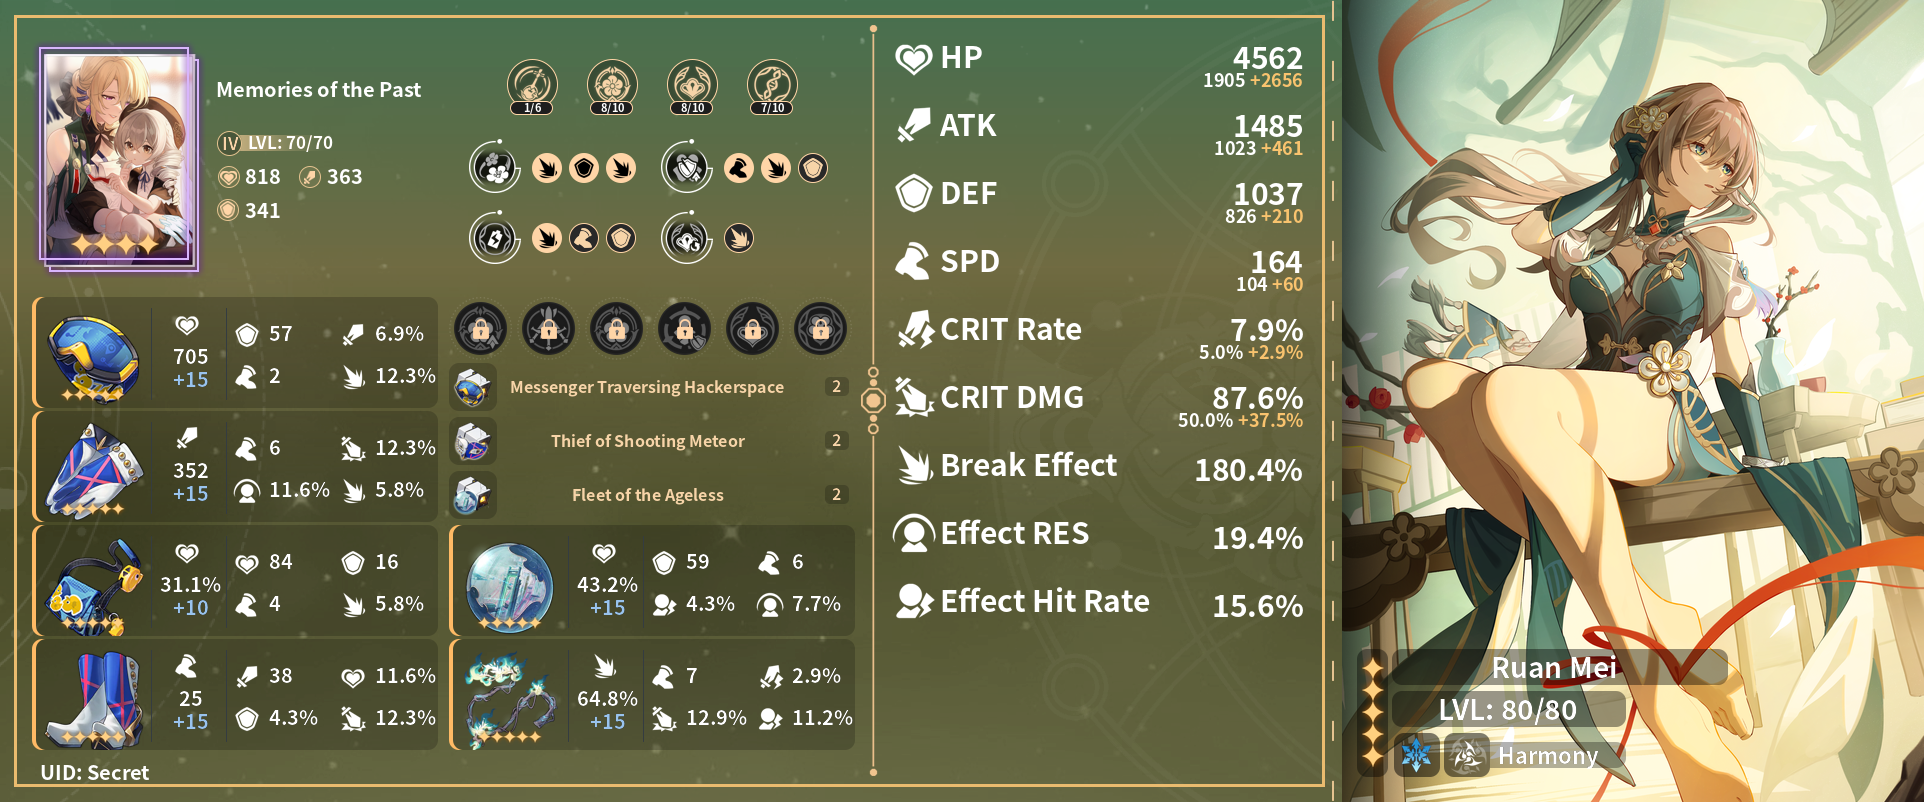 Memories of the Past
IV LVL: 70/70
818 363
341
1/6 8/10 8/10 7/10
705 +15 57 6.9% 2 12.3%
352 +15 6 12.3% 11.6% 5.8%
31.1% +10 84 16 4 5.8%
25 +15 38 11.6% 4.3% 12.3%
Messenger Traversing Hackerspace 2
Thief of Shooting Meteor 2
Fleet of the Ageless 2
43.2% +15 59 6 4.3% 7.7%
64.8% +15 7 2.9% 12.9% 11.2%
UID: Secret
HP 4562
1905 +2656
ATK 1485
1023 +461
DEF 1037
826 +210
SPD 164
104 +60
CRIT Rate 7.9%
5.0% +2.9%
CRIT DMG 87.6%
50.0% +37.5%
Break Effect 180.4%
Effect RES 19.4%
Effect Hit Rate 15.6%
Ruan Mei
LVL: 80/80
Harmony